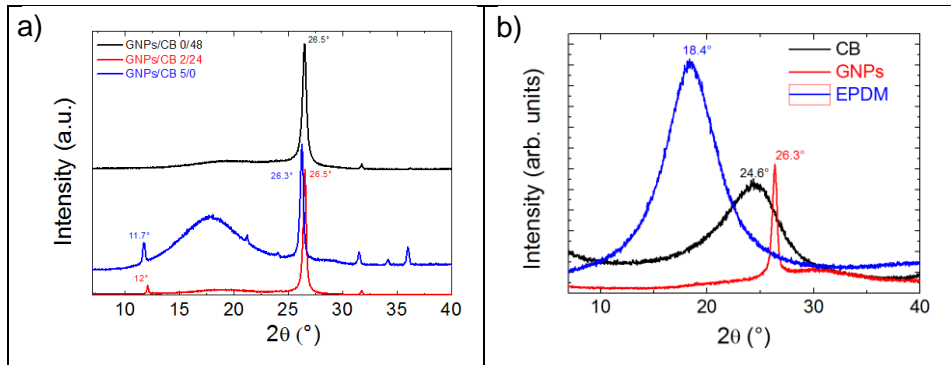 a)
GNPs/CB 0/48
GNPs/CB 2/24
GNPs/CB 5/0
26.5°
26.3°
26.5°
11.7°
12°
Intensity (a.u.)
10 15 20 25 30 35 40
2θ (°)
b)
18.4°
CB
GNPs
EPDM
26.3°
24.6°
Intensity (arb. units)
10 20 30 40
2θ (°)